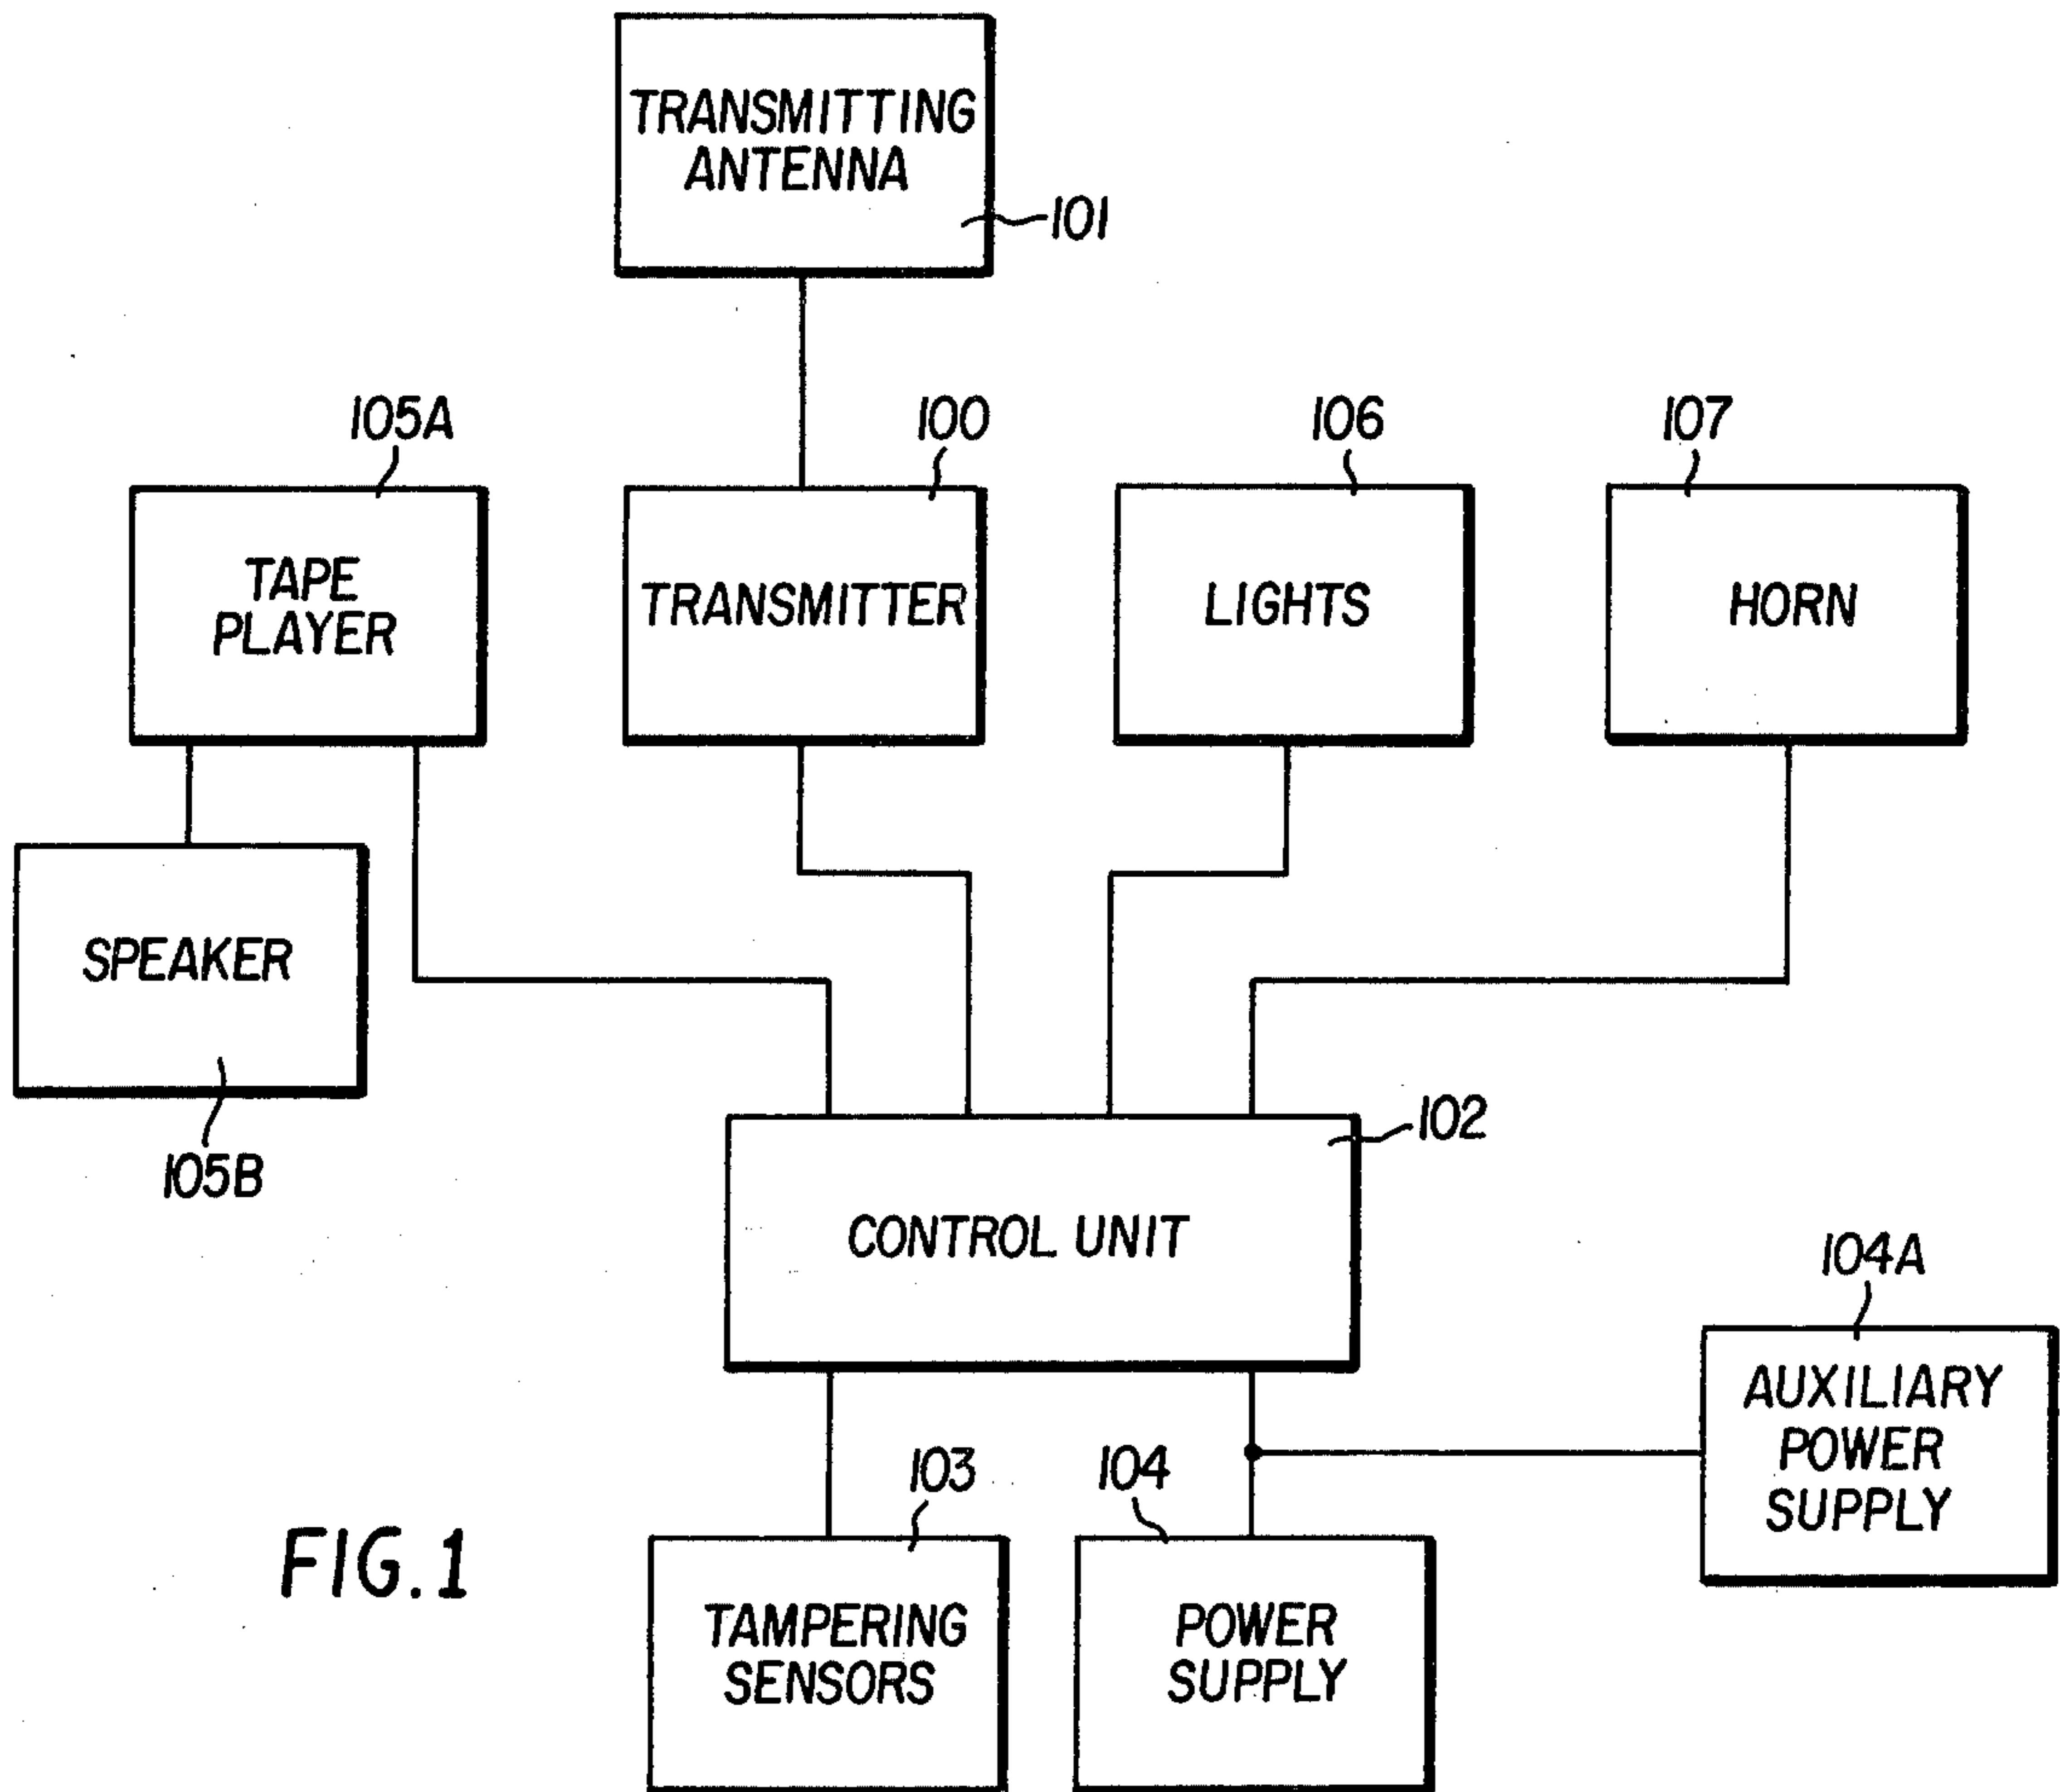 TRANSMITTING
ANTENNA
101
105A
100
106
107
TAPE
PLAYER
TRANSMITTER
LIGHTS
HORN
SPEAKER
105B
102
CONTROL UNIT
104A
AUXILIARY
POWER
SUPPLY
103
104
TAMPERING
SENSORS
POWER
SUPPLY
FIG.1